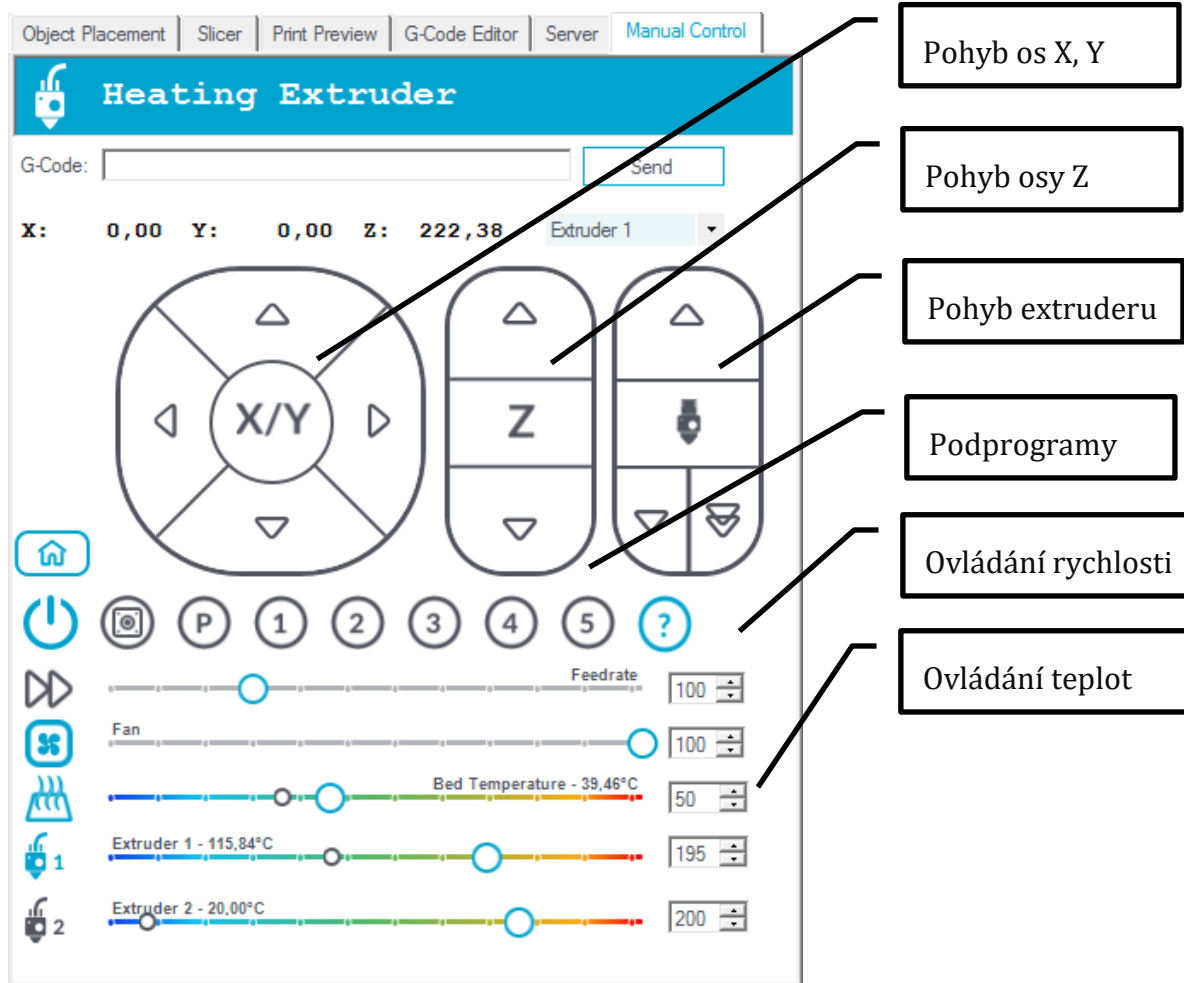 Object Placement Slicer Print Preview G-Code Editor Server Manual Control
Heating Extruder
G-Code: Send
X: 0,00 Y: 0,00 Z: 222,38 Extruder 1
X/Y Z
P 1 2 3 4 5 ?
Feedrate 100
Fan 100
Bed Temperature - 39,46°C 50
1 Extruder 1 - 115,84°C 195
2 Extruder 2 - 20,00°C 200
Pohyb os X, Y
Pohyb osy Z
Pohyb extruderu
Podprogramy
Ovládání rychlosti
Ovládání teplot